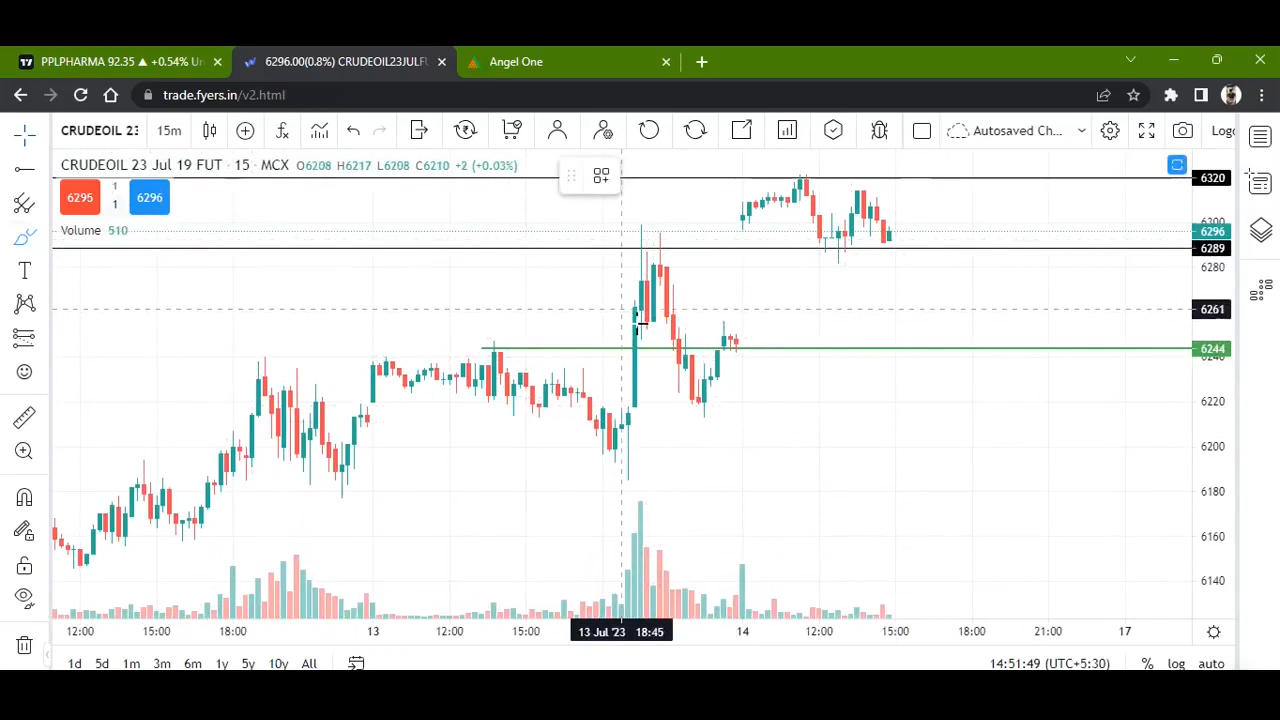 PPLPHARMA 92.35 ▲ +0.54% Un
6296.00(0.8%) CRUDEOIL23JULFU
Angel One
trade.fyers.in/v2.html
CRUDEOIL 23
15m
Autosaved Ch...
Logo
CRUDEOIL 23 Jul 19 FUT · 15 · MCX O6208 H6217 L6208 C6210 +2 (+0.03%)
6320
6295
1
1
6296
6300
Volume 510
6296
6289
6280
6261
6244
6240
6220
6200
6180
6160
6140
12:00 15:00 18:00 13 12:00 15:00 13 Jul '23 18:45 14 12:00 15:00 18:00 21:00 17
1d 5d 1m 3m 6m 1y 5y 10y All
14:51:49 (UTC+5:30) % log auto